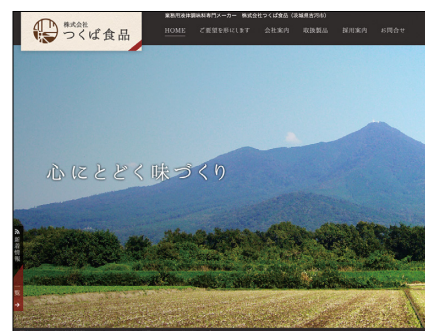 業務用液体調味料専門メーカー 株式会社つくば食品（茨城県古河市）
株式会社
つくば食品
HOME ご要望を形にします 会社案内 取扱製品 採用案内 お問合せ
心にとどく味づくり
新着情報
一覧